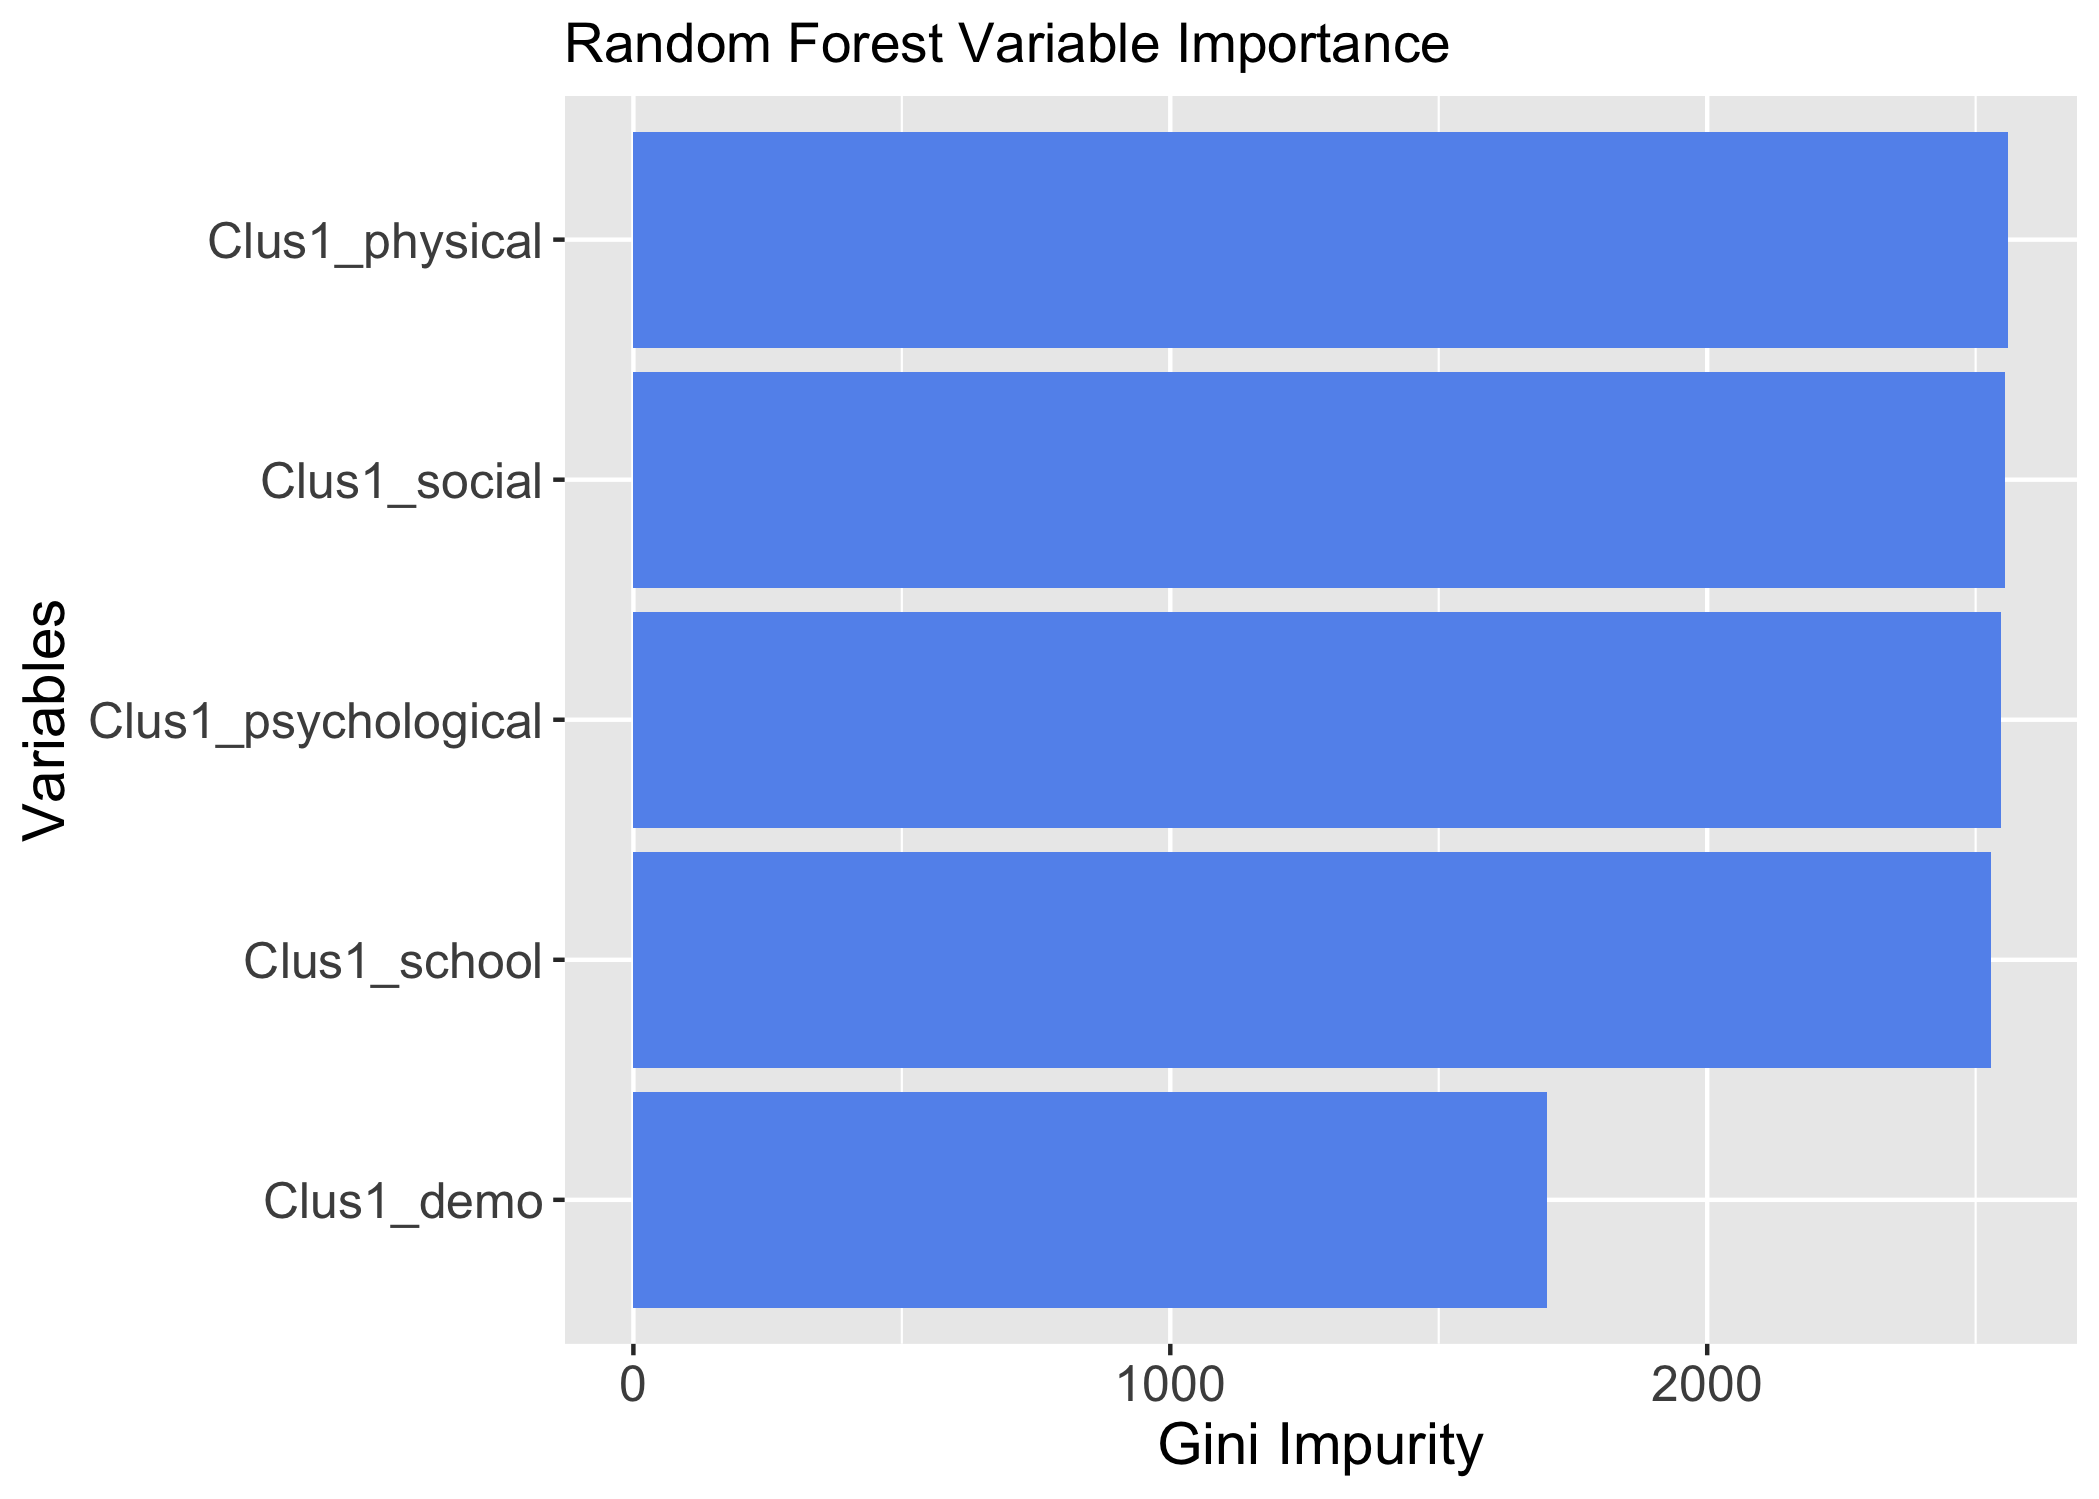 Random Forest Variable Importance
Variables
Clus1_physical
Clus1_social
Clus1_psychological
Clus1_school
Clus1_demo
0 1000 2000
Gini Impurity